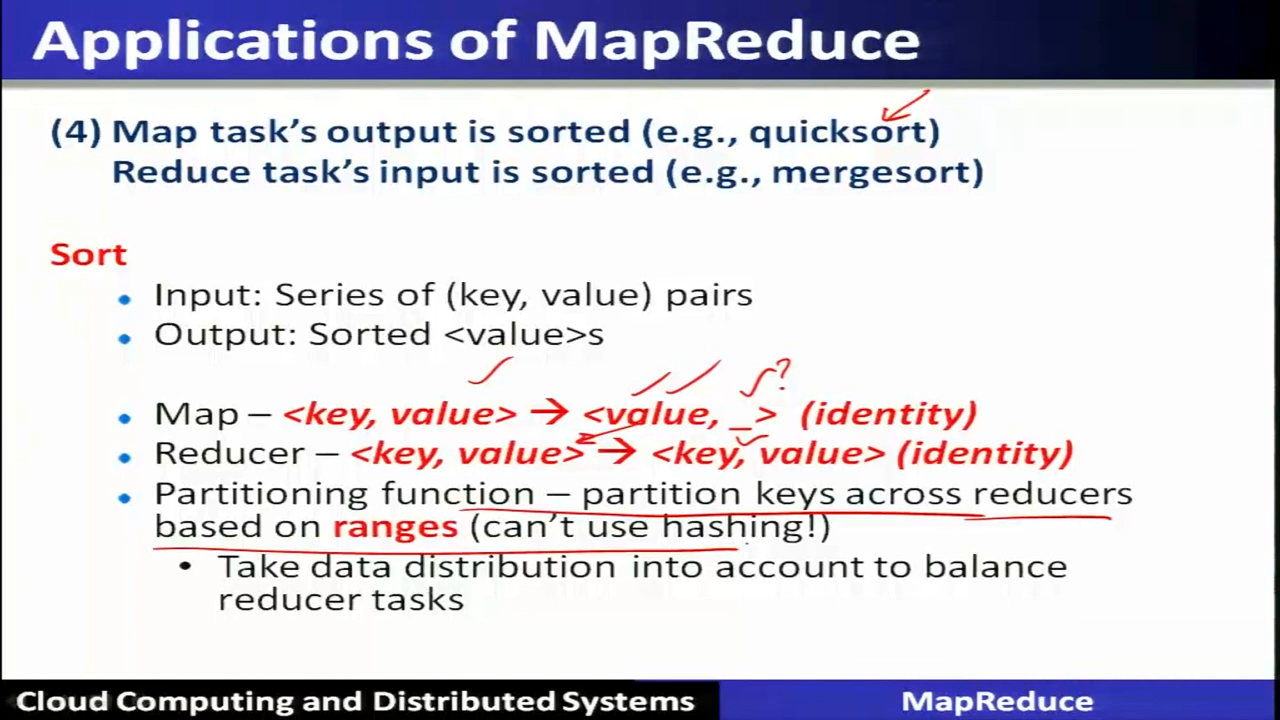 Applications of MapReduce
(4) Map task's output is sorted (e.g., quicksort)
Reduce task's input is sorted (e.g., mergesort)
Sort
• Input: Series of (key, value) pairs
• Output: Sorted <value>s
?
• Map – <key, value> → <value, _> (identity)
• Reducer – <key, value> → <key, value> (identity)
• Partitioning function – partition keys across reducers
based on ranges (can't use hashing!)
• Take data distribution into account to balance
reducer tasks
Cloud Computing and Distributed Systems MapReduce